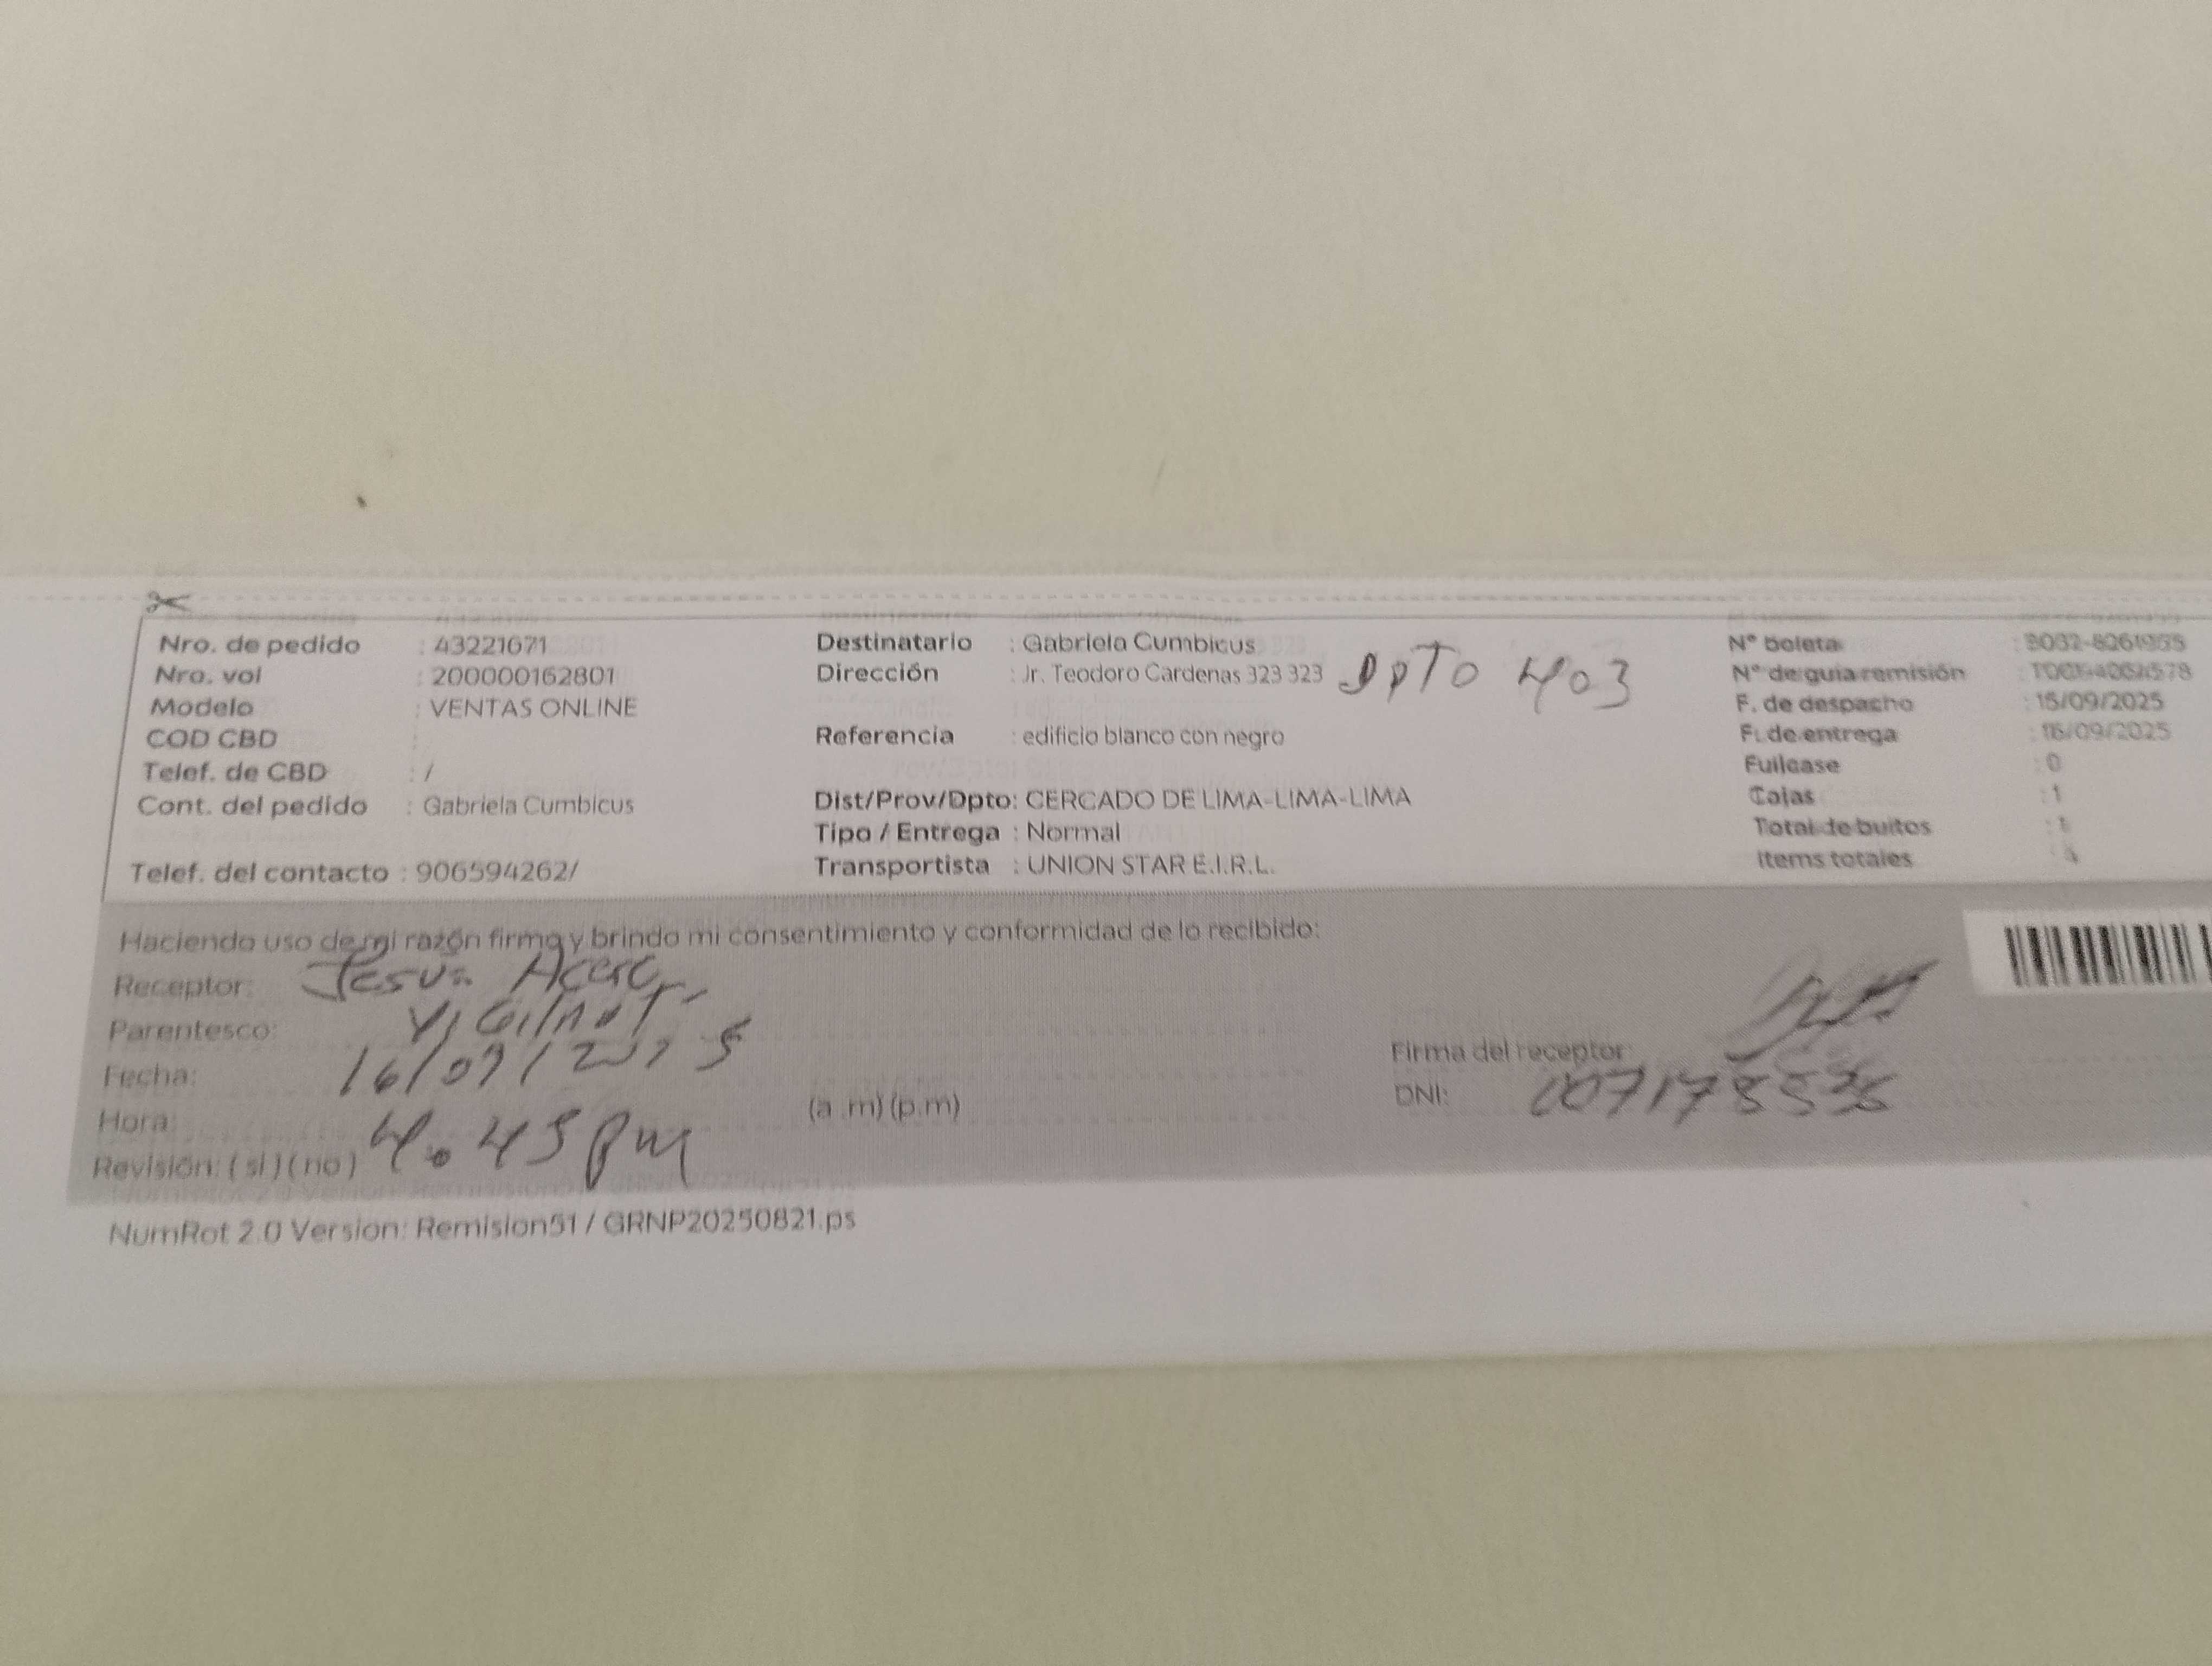 Nro. de pedido : 43221671
Nro. vol : 200000162801
Modelo : VENTAS ONLINE
COD CBD :
Telef. de CBD : /
Cont. del pedido : Gabriela Cumbicus
Telef. del contacto : 906594262/
Destinatario : Gabriela Cumbicus
Dirección : Jr. Teodoro Cardenas 323 323 DPTO 403
Referencia : edificio blanco con negro
Dist/Prov/Dpto: CERCADO DE LIMA-LIMA-LIMA
Tipo / Entrega : Normal
Transportista : UNION STAR E.I.R.L.
N° boleta :
N° de guia remisión :
F. de despacho : 15/09/2025
F. de entrega : 16/09/2025
Fullcase : 0
Cajas : 1
Total de bultos : 1
Items totales :
Haciendo uso de mi razón firmo y brindo mi consentimiento y conformidad de lo recibido:
Receptor: Jesus
Parentesco:
Fecha: 16/09/2025
Hora: 4.45 pm (a .m) (p.m)
Revisión: ( si ) ( no )
Firma del receptor:
DNI:
NumRot 2.0 Version: Remision51 / GRNP20250821.ps